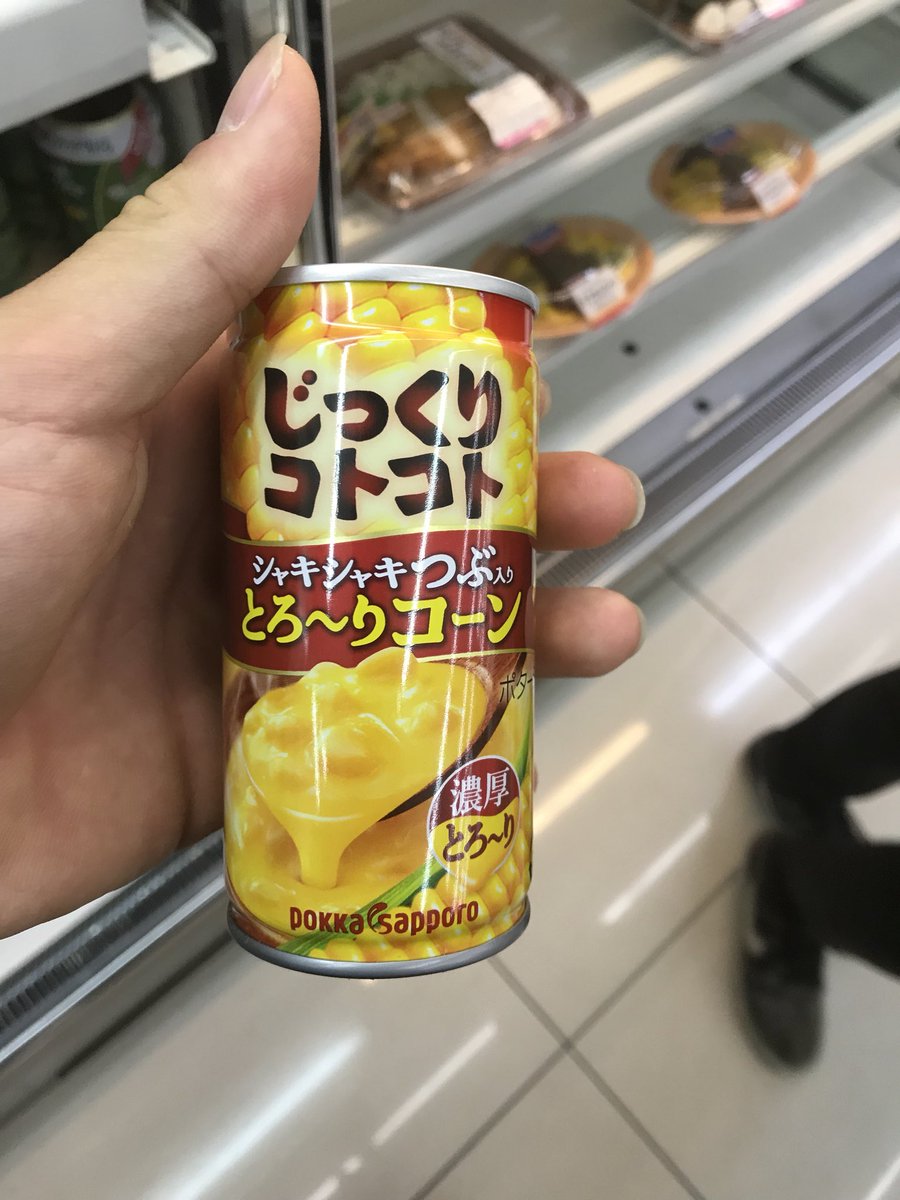 じっくり
コトコト
シャキシャキつぶ入り
とろ〜りコーン
ポター
濃厚
とろ〜り
pokka sapporo